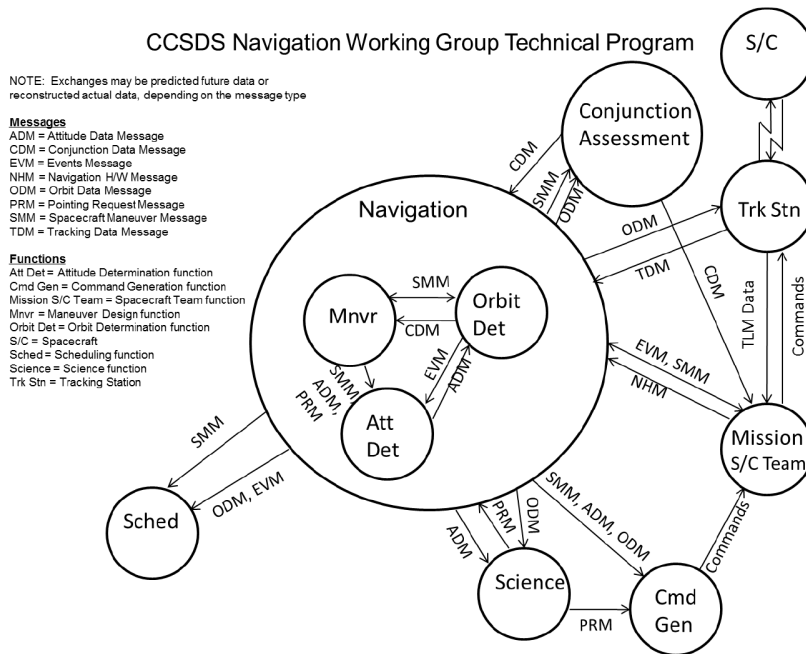 CCSDS Navigation Working Group Technical Program
NOTE: Exchanges may be predicted future data or
reconstructed actual data, depending on the message type
Messages
ADM = Attitude Data Message
CDM = Conjunction Data Message
EVM = Events Message
NHM = Navigation H/W Message
ODM = Orbit Data Message
PRM = Pointing Request Message
SMM = Spacecraft Maneuver Message
TDM = Tracking Data Message
Functions
Att Det = Attitude Determination function
Cmd Gen = Command Generation function
Mission S/C Team = Spacecraft Team function
Mnvr = Maneuver Design function
Orbit Det = Orbit Determination function
S/C = Spacecraft
Sched = Scheduling function
Science = Science function
Trk Stn = Tracking Station
S/C
Conjunction
Assessment
CDM
SMM
ODM
Navigation
ODM
TDM
Trk Stn
CDM
TLM Data
Commands
Mnvr
SMM
CDM
Orbit
Det
EVM
ADM
SMM,
ADM,
PRM
Att
Det
EVM, SMM
NHM
Mission
S/C Team
SMM
ODM, EVM
Sched
ADM
PRM
ODM
SMM, ADM, ODM
Commands
Science
PRM
Cmd
Gen